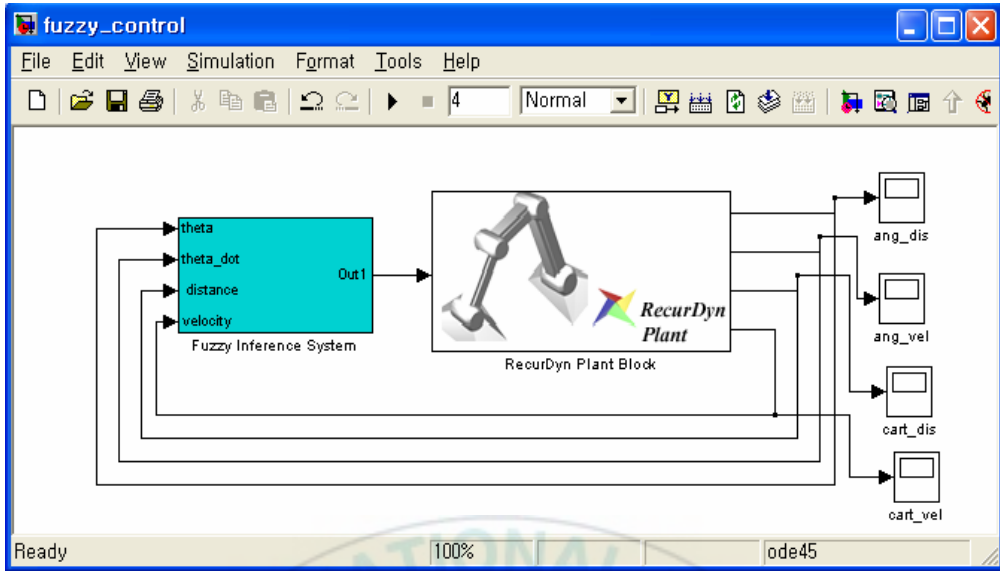 fuzzy_control
File Edit View Simulation Format Tools Help
4 Normal
theta
theta_dot
distance
velocity
Out1
Fuzzy Inference System
RecurDyn
Plant
RecurDyn Plant Block
ang_dis
ang_vel
cart_dis
cart_vel
ATIONAL
Ready 100% ode45